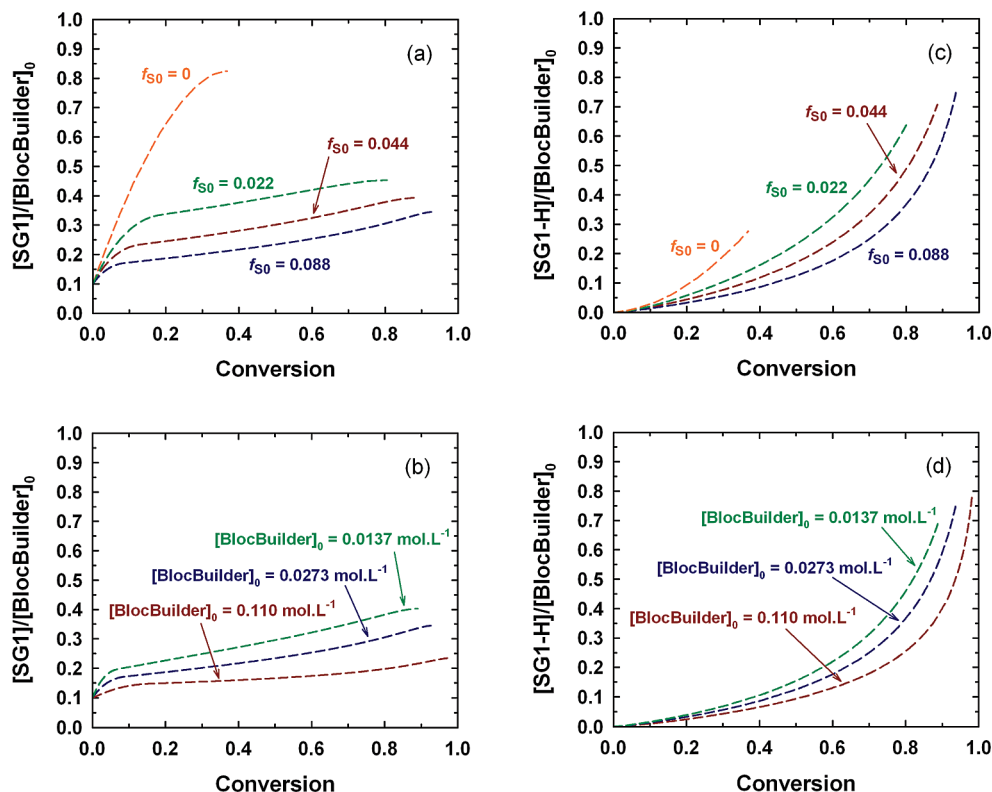 (a)
[SG1]/[BlocBuilder]₀
1.0
0.9
0.8
0.7
0.6
0.5
0.4
0.3
0.2
0.1
0.0
f_S0 = 0
f_S0 = 0.044
f_S0 = 0.022
f_S0 = 0.088
0.0 0.2 0.4 0.6 0.8 1.0
Conversion
(c)
[SG1-H]/[BlocBuilder]₀
1.0
0.9
0.8
0.7
0.6
0.5
0.4
0.3
0.2
0.1
0.0
f_S0 = 0.044
f_S0 = 0.022
f_S0 = 0
f_S0 = 0.088
0.0 0.2 0.4 0.6 0.8 1.0
Conversion
(b)
[SG1]/[BlocBuilder]₀
1.0
0.9
0.8
0.7
0.6
0.5
0.4
0.3
0.2
0.1
0.0
[BlocBuilder]₀ = 0.0137 mol.L⁻¹
[BlocBuilder]₀ = 0.0273 mol.L⁻¹
[BlocBuilder]₀ = 0.110 mol.L⁻¹
0.0 0.2 0.4 0.6 0.8 1.0
Conversion
(d)
[SG1-H]/[BlocBuilder]₀
1.0
0.9
0.8
0.7
0.6
0.5
0.4
0.3
0.2
0.1
0.0
[BlocBuilder]₀ = 0.0137 mol.L⁻¹
[BlocBuilder]₀ = 0.0273 mol.L⁻¹
[BlocBuilder]₀ = 0.110 mol.L⁻¹
0.0 0.2 0.4 0.6 0.8 1.0
Conversion